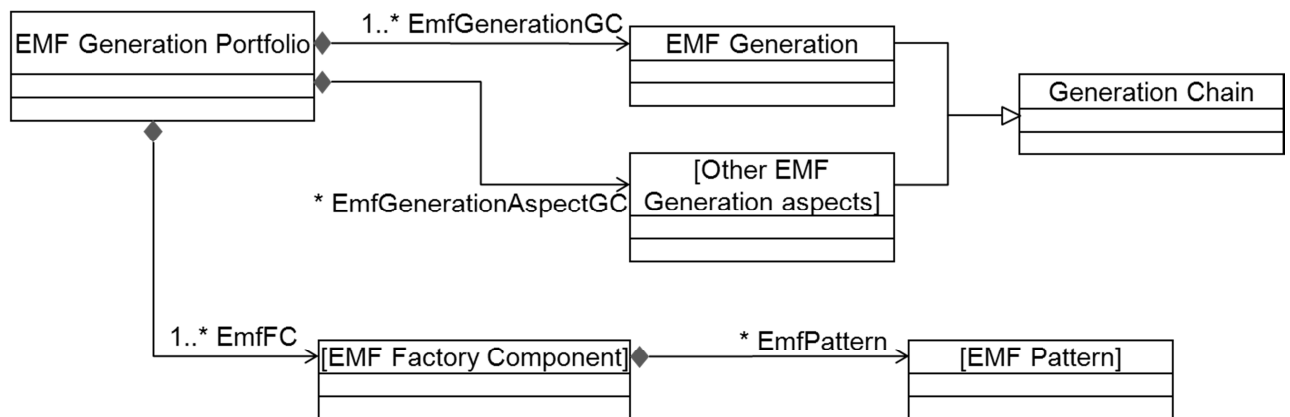 1..* EmfGenerationGC
EMF Generation Portfolio
EMF Generation
Generation Chain
[Other EMF
Generation aspects]
* EmfGenerationAspectGC
1..* EmfFC
[EMF Factory Component]
* EmfPattern
[EMF Pattern]